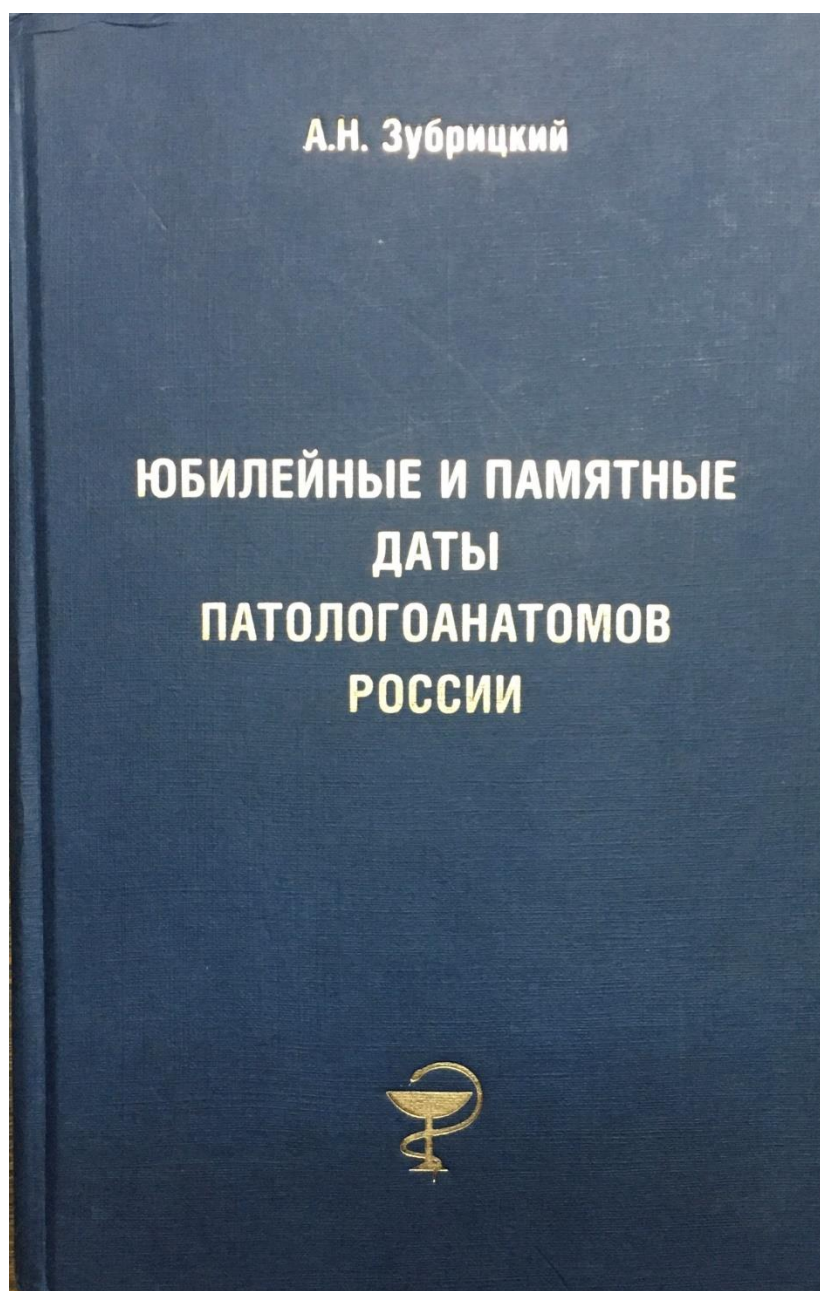 А.Н. Зубрицкий
ЮБИЛЕЙНЫЕ И ПАМЯТНЫЕ
ДАТЫ
ПАТОЛОГОАНАТОМОВ
РОССИИ